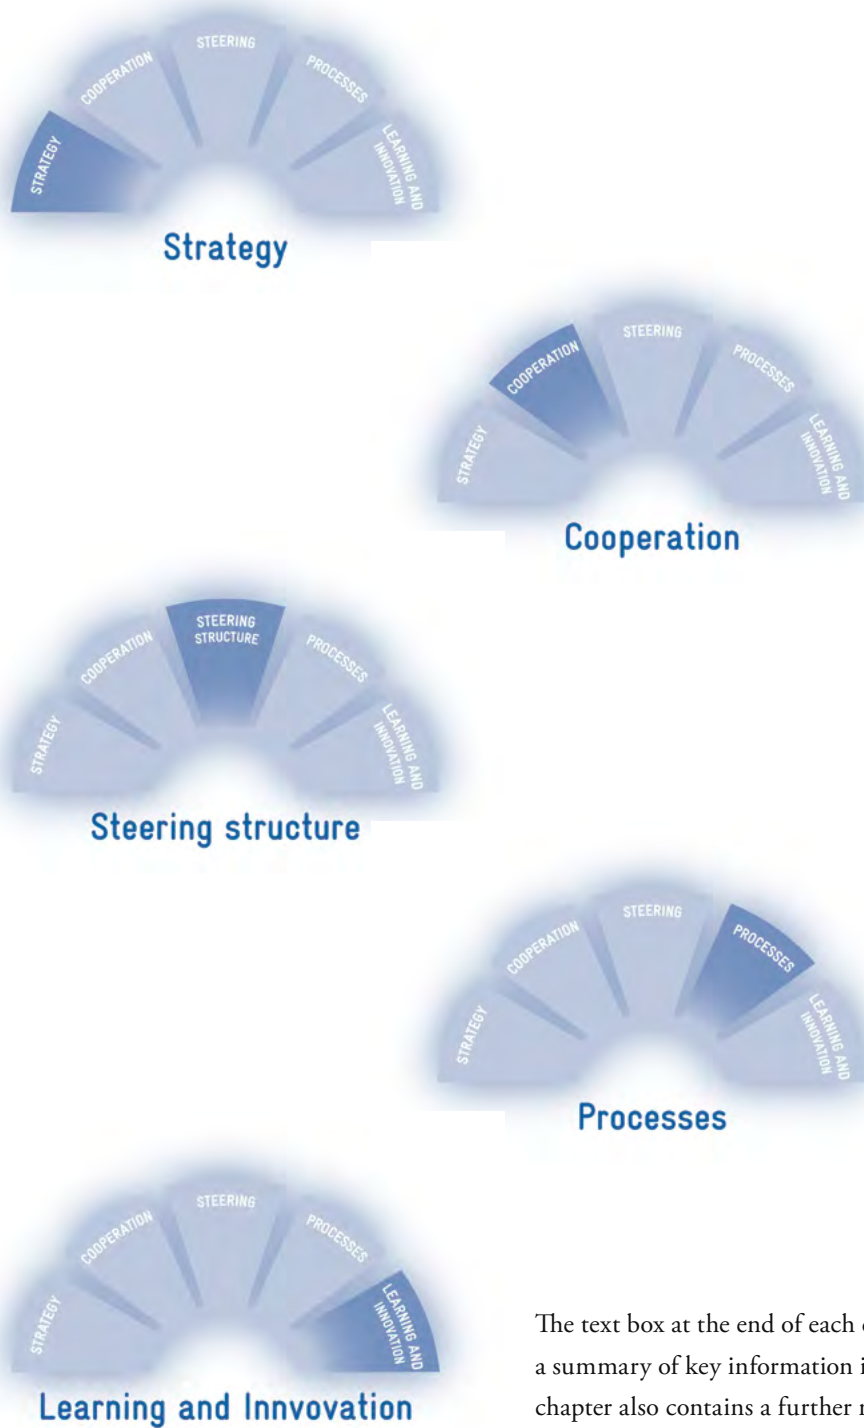 STRATEGY
COOPERATION
STEERING
PROCESSES
LEARNING AND
INNOVATION
Strategy
STRATEGY
COOPERATION
STEERING
PROCESSES
LEARNING AND
INNOVATION
Cooperation
STRATEGY
COOPERATION
STEERING
STRUCTURE
PROCESSES
LEARNING AND
INNOVATION
Steering structure
STRATEGY
COOPERATION
STEERING
PROCESSES
LEARNING AND
INNOVATION
Processes
STRATEGY
COOPERATION
STEERING
PROCESSES
LEARNING AND
INNOVATION
Learning and Innvovation
The text box at the end of each
a summary of key information
chapter also contains a further